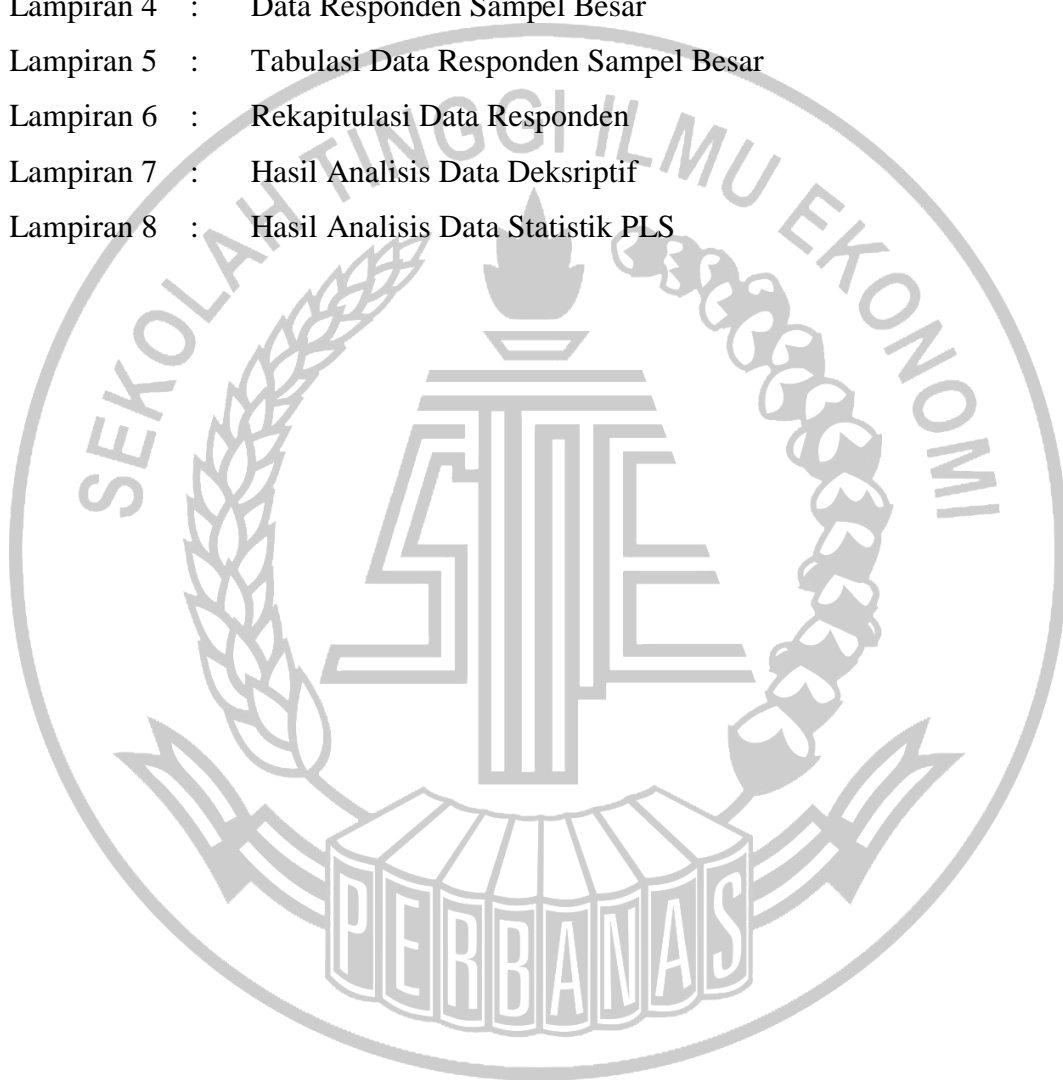 Lampiran 4 : Data Responden Sampel Besar
Lampiran 5 : Tabulasi Data Responden Sampel Besar
Lampiran 6 : Rekapitulasi Data Responden
Lampiran 7 : Hasil Analisis Data Deksriptif
Lampiran 8 : Hasil Analisis Data Statistik PLS
SEKOLAH TINGGI ILMU EKONOMI
STIE
PERBANAS